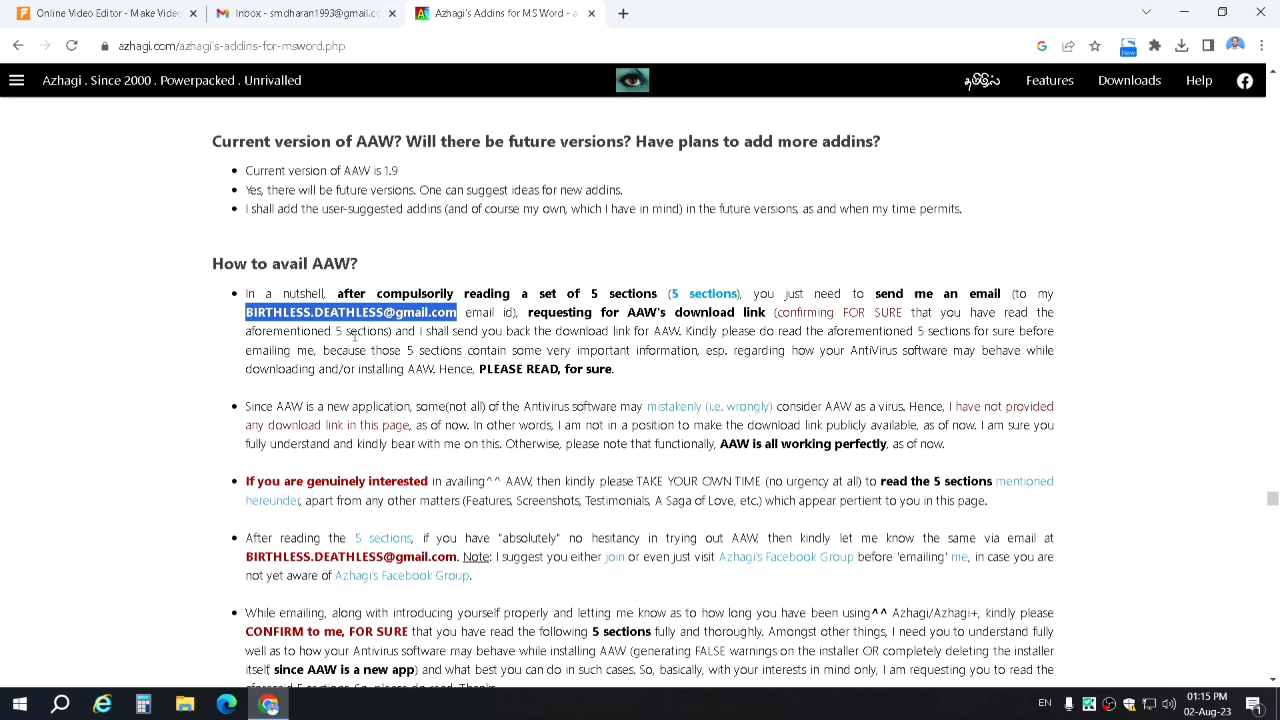 Online Video Editor - Make Video
Inbox - smdharan1993@gmail.co
Azhagi's Addins for MS Word - a
azhagi.com/azhagi's-addins-for-msword.php
New
Azhagi . Since 2000 . Powerpacked . Unrivalled
தமிழில்
Features
Downloads
Help
Current version of AAW? Will there be future versions? Have plans to add more addins?
Current version of AAW is 1.9
Yes, there will be future versions. One can suggest ideas for new addins.
I shall add the user-suggested addins (and of course my own, which I have in mind) in the future versions, as and when my time permits.
How to avail AAW?
In a nutshell, after compulsorily reading a set of 5 sections (5 sections), you just need to send me an email (to my
BIRTHLESS.DEATHLESS@gmail.com email id), requesting for AAW's download link (confirming FOR SURE that you have read the
aforementioned 5 sections) and I shall send you back the download link for AAW. Kindly please do read the aforementioned 5 sections for sure before
emailing me, because those 5 sections contain some very important information, esp. regarding how your AntiVirus software may behave while
downloading and/or installing AAW. Hence, PLEASE READ, for sure.
Since AAW is a new application, some(not all) of the Antivirus software may mistakenly (i.e. wrongly) consider AAW as a virus. Hence, I have not provided
any download link in this page, as of now. In other words, I am not in a position to make the download link publicly available, as of now. I am sure you
fully understand and kindly bear with me on this. Otherwise, please note that functionally, AAW is all working perfectly, as of now.
If you are genuinely interested in availing^^ AAW, then kindly please TAKE YOUR OWN TIME (no urgency at all) to read the 5 sections mentioned
hereunder, apart from any other matters (Features, Screenshots, Testimonials, A Saga of Love, etc.) which appear pertient to you in this page.
After reading the 5 sections, if you have "absolutely" no hesitancy in trying out AAW, then kindly let me know the same via email at
BIRTHLESS.DEATHLESS@gmail.com. Note: I suggest you either join or even just visit Azhagi's Facebook Group before 'emailing' me, in case you are
not yet aware of Azhagi's Facebook Group.
While emailing, along with introducing yourself properly and letting me know as to how long you have been using^^ Azhagi/Azhagi+, kindly please
CONFIRM to me, FOR SURE that you have read the following 5 sections fully and thoroughly. Amongst other things, I need you to understand fully
well as to how your Antivirus software may behave while installing AAW (generating FALSE warnings on the installer OR completely deleting the installer
itself since AAW is a new app) and what best you can do in such cases. So, basically, with your interests in mind only, I am requesting you to read the
EN
01:15 PM
02-Aug-23
1